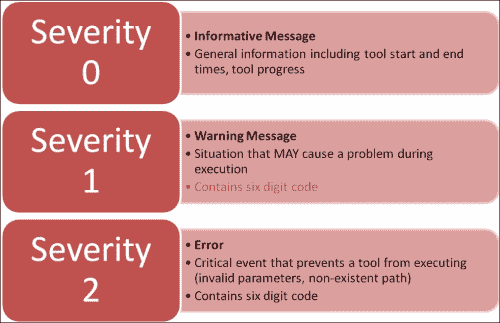 Severity
0
• Informative Message
• General information including tool start and end
times, tool progress
Severity
1
• Warning Message
• Situation that MAY cause a problem during
execution
• Contains six digit code
Severity
2
• Error
• Critical event that prevents a tool from executing
(invalid parameters, non-existent path)
• Contains six digit code